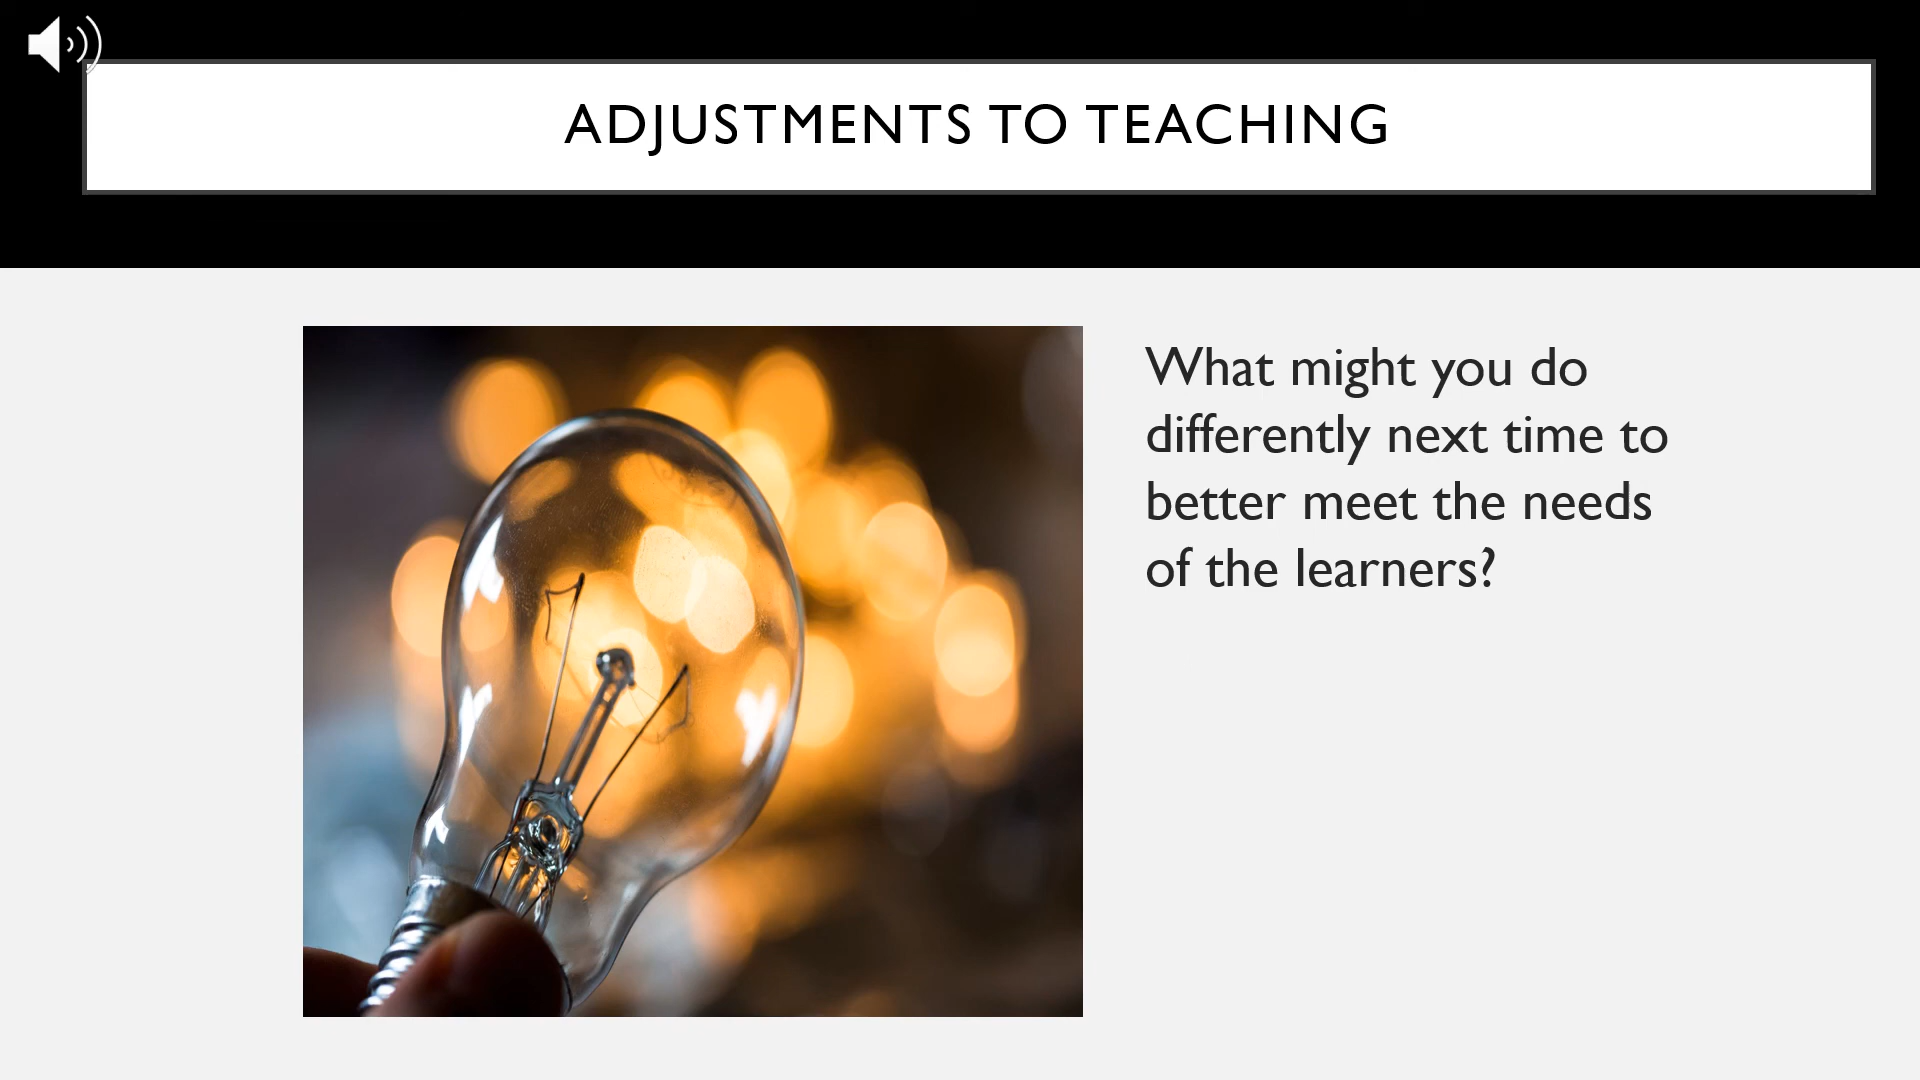 ADJUSTMENTS TO TEACHING
What might you do
differently next time to
better meet the needs
of the learners?